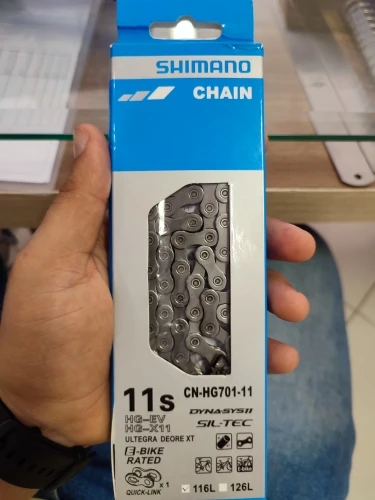 SHIMANO
CHAIN
11s
CN-HG701-11
HG-EV
HG-X11
DYNA-SYS11
SIL-TEC
ULTEGRA DEORE XT
E-BIKE
RATED
x 1
QUICK-LINK
116L 126L